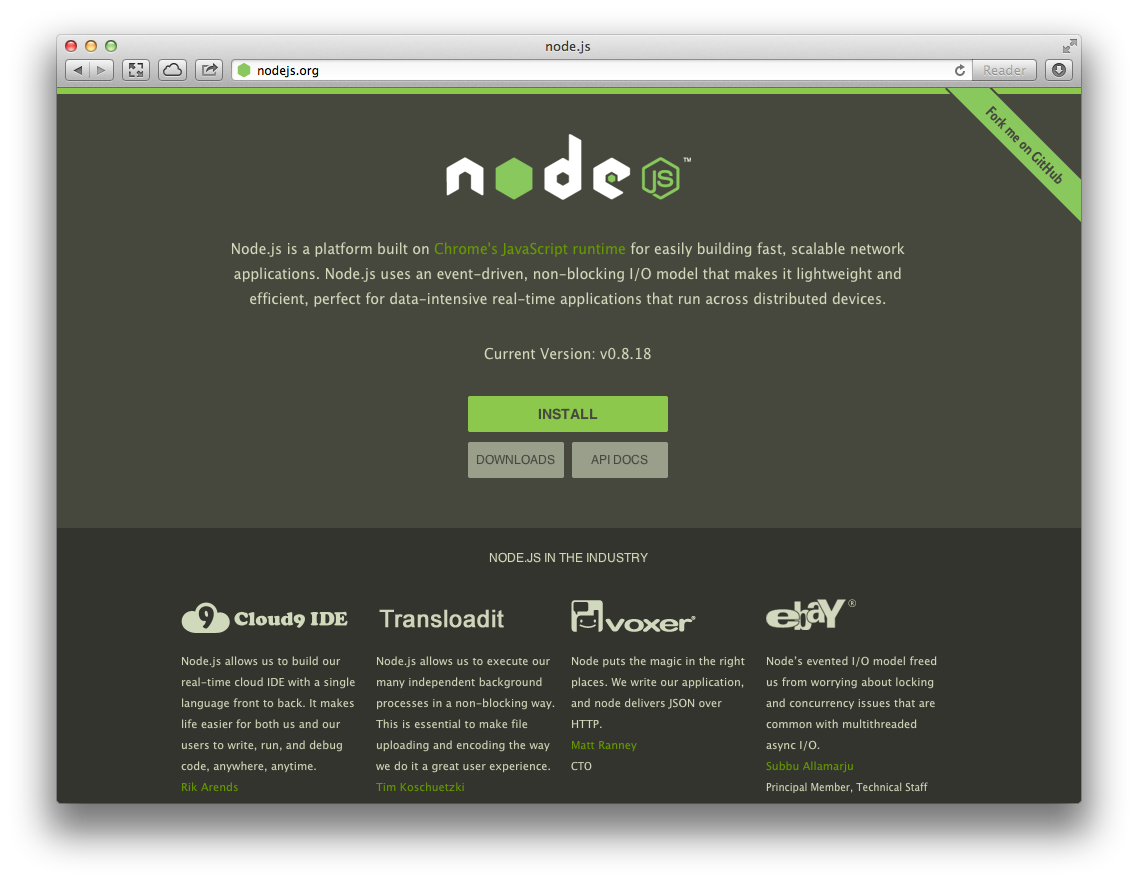 node.js
nodejs.org
Reader
Fork me on GitHub
node JS ™
Node.js is a platform built on Chrome's JavaScript runtime for easily building fast, scalable network
applications. Node.js uses an event-driven, non-blocking I/O model that makes it lightweight and
efficient, perfect for data-intensive real-time applications that run across distributed devices.
Current Version: v0.8.18
INSTALL
DOWNLOADS
API DOCS
NODE.JS IN THE INDUSTRY
9 Cloud9 IDE
Node.js allows us to build our
real-time cloud IDE with a single
language front to back. It makes
life easier for both us and our
users to write, run, and debug
code, anywhere, anytime.
Rik Arends
Transloadit
Node.js allows us to execute our
many independent background
processes in a non-blocking way.
This is essential to make file
uploading and encoding the way
we do it a great user experience.
Tim Koschuetzki
voxer
Node puts the magic in the right
places. We write our application,
and node delivers JSON over
HTTP.
Matt Ranney
CTO
ebaY®
Node's evented I/O model freed
us from worrying about locking
and concurrency issues that are
common with multithreaded
async I/O.
Subbu Allamarju
Principal Member, Technical Staff